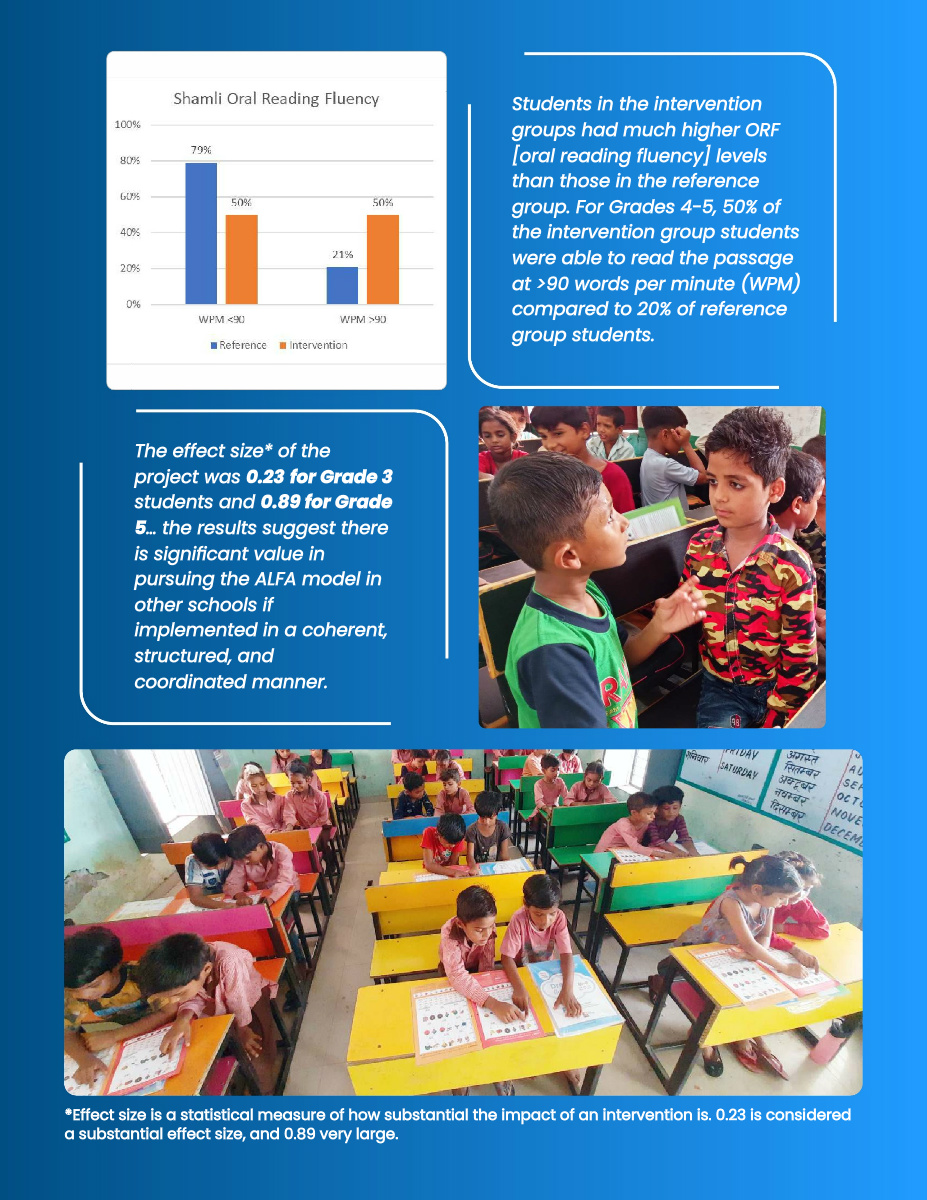 Shamli Oral Reading Fluency
100%
80%
60%
40%
20%
0%
79%
50%
21%
50%
WPM <90
WPM >90
Reference
Intervention
Students in the intervention
groups had much higher ORF
[oral reading fluency] levels
than those in the reference
group. For Grades 4-5, 50% of
the intervention group students
were able to read the passage
at >90 words per minute (WPM)
compared to 20% of reference
group students.
The effect size* of the
project was 0.23 for Grade 3
students and 0.89 for Grade
5... the results suggest there
is significant value in
pursuing the ALFA model in
other schools if
implemented in a coherent,
structured, and
coordinated manner.
शनिवार
FRIDAY
SATURDAY
अगस्त
सितम्बर
अक्टूबर
नवम्बर
दिसम्बर
*Effect size is a statistical measure of how substantial the impact of an intervention is. 0.23 is considered
a substantial effect size, and 0.89 very large.